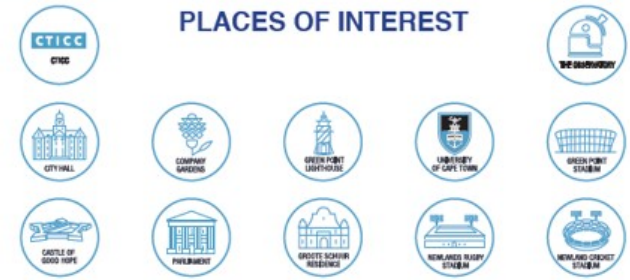 PLACES OF INTEREST
CTICC
CTICC
THE OBSERVATORY
CITY HALL
COMPANY
GARDENS
GREEN POINT
LIGHTHOUSE
UNIVERSITY
OF CAPE TOWN
GREEN POINT
STADIUM
CASTLE OF
GOOD HOPE
PARLIAMENT
GROOTE SCHUUR
RESIDENCE
NEWLANDS RUGBY
STADIUM
NEWLAND CRICKET
STADIUM